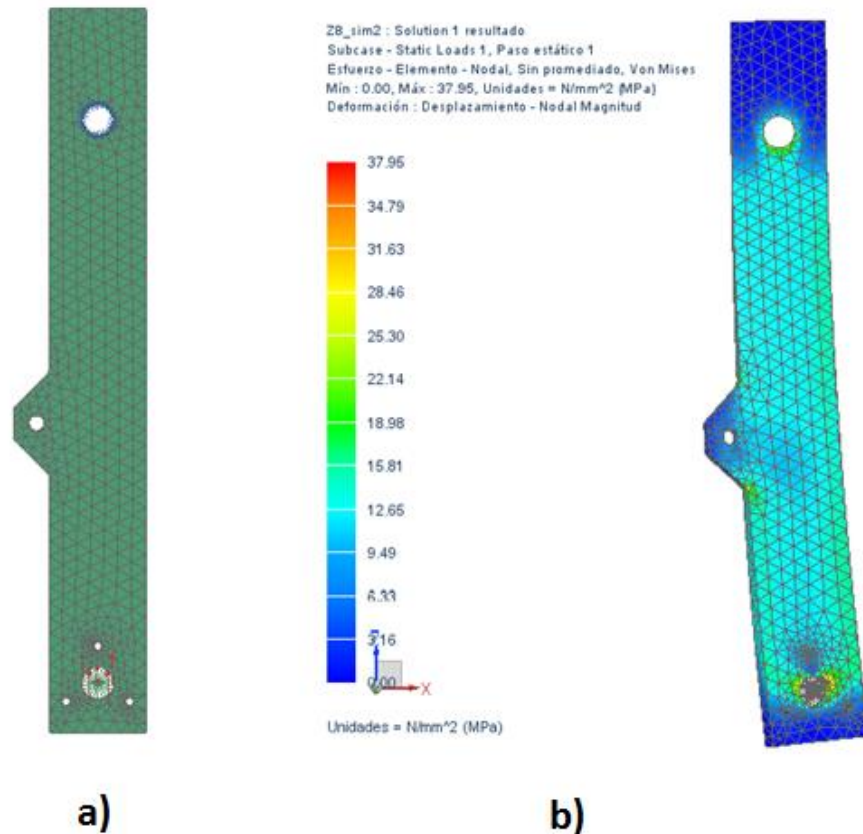 ZB_sim2 : Solution 1 resultado
Subcase - Static Loads 1, Paso estático 1
Esfuerzo - Elemento - Nodal, Sin promediado, Von Mises
Mín : 0.00, Máx : 37.95, Unidades = N/mm^2 (MPa)
Deformación : Desplazamiento - Nodal Magnitud
37.95
34.79
31.63
28.46
25.30
22.14
18.98
15.81
12.65
9.49
6.33
3.16
0.00
X
Unidades = N/mm^2 (MPa)
a)
b)